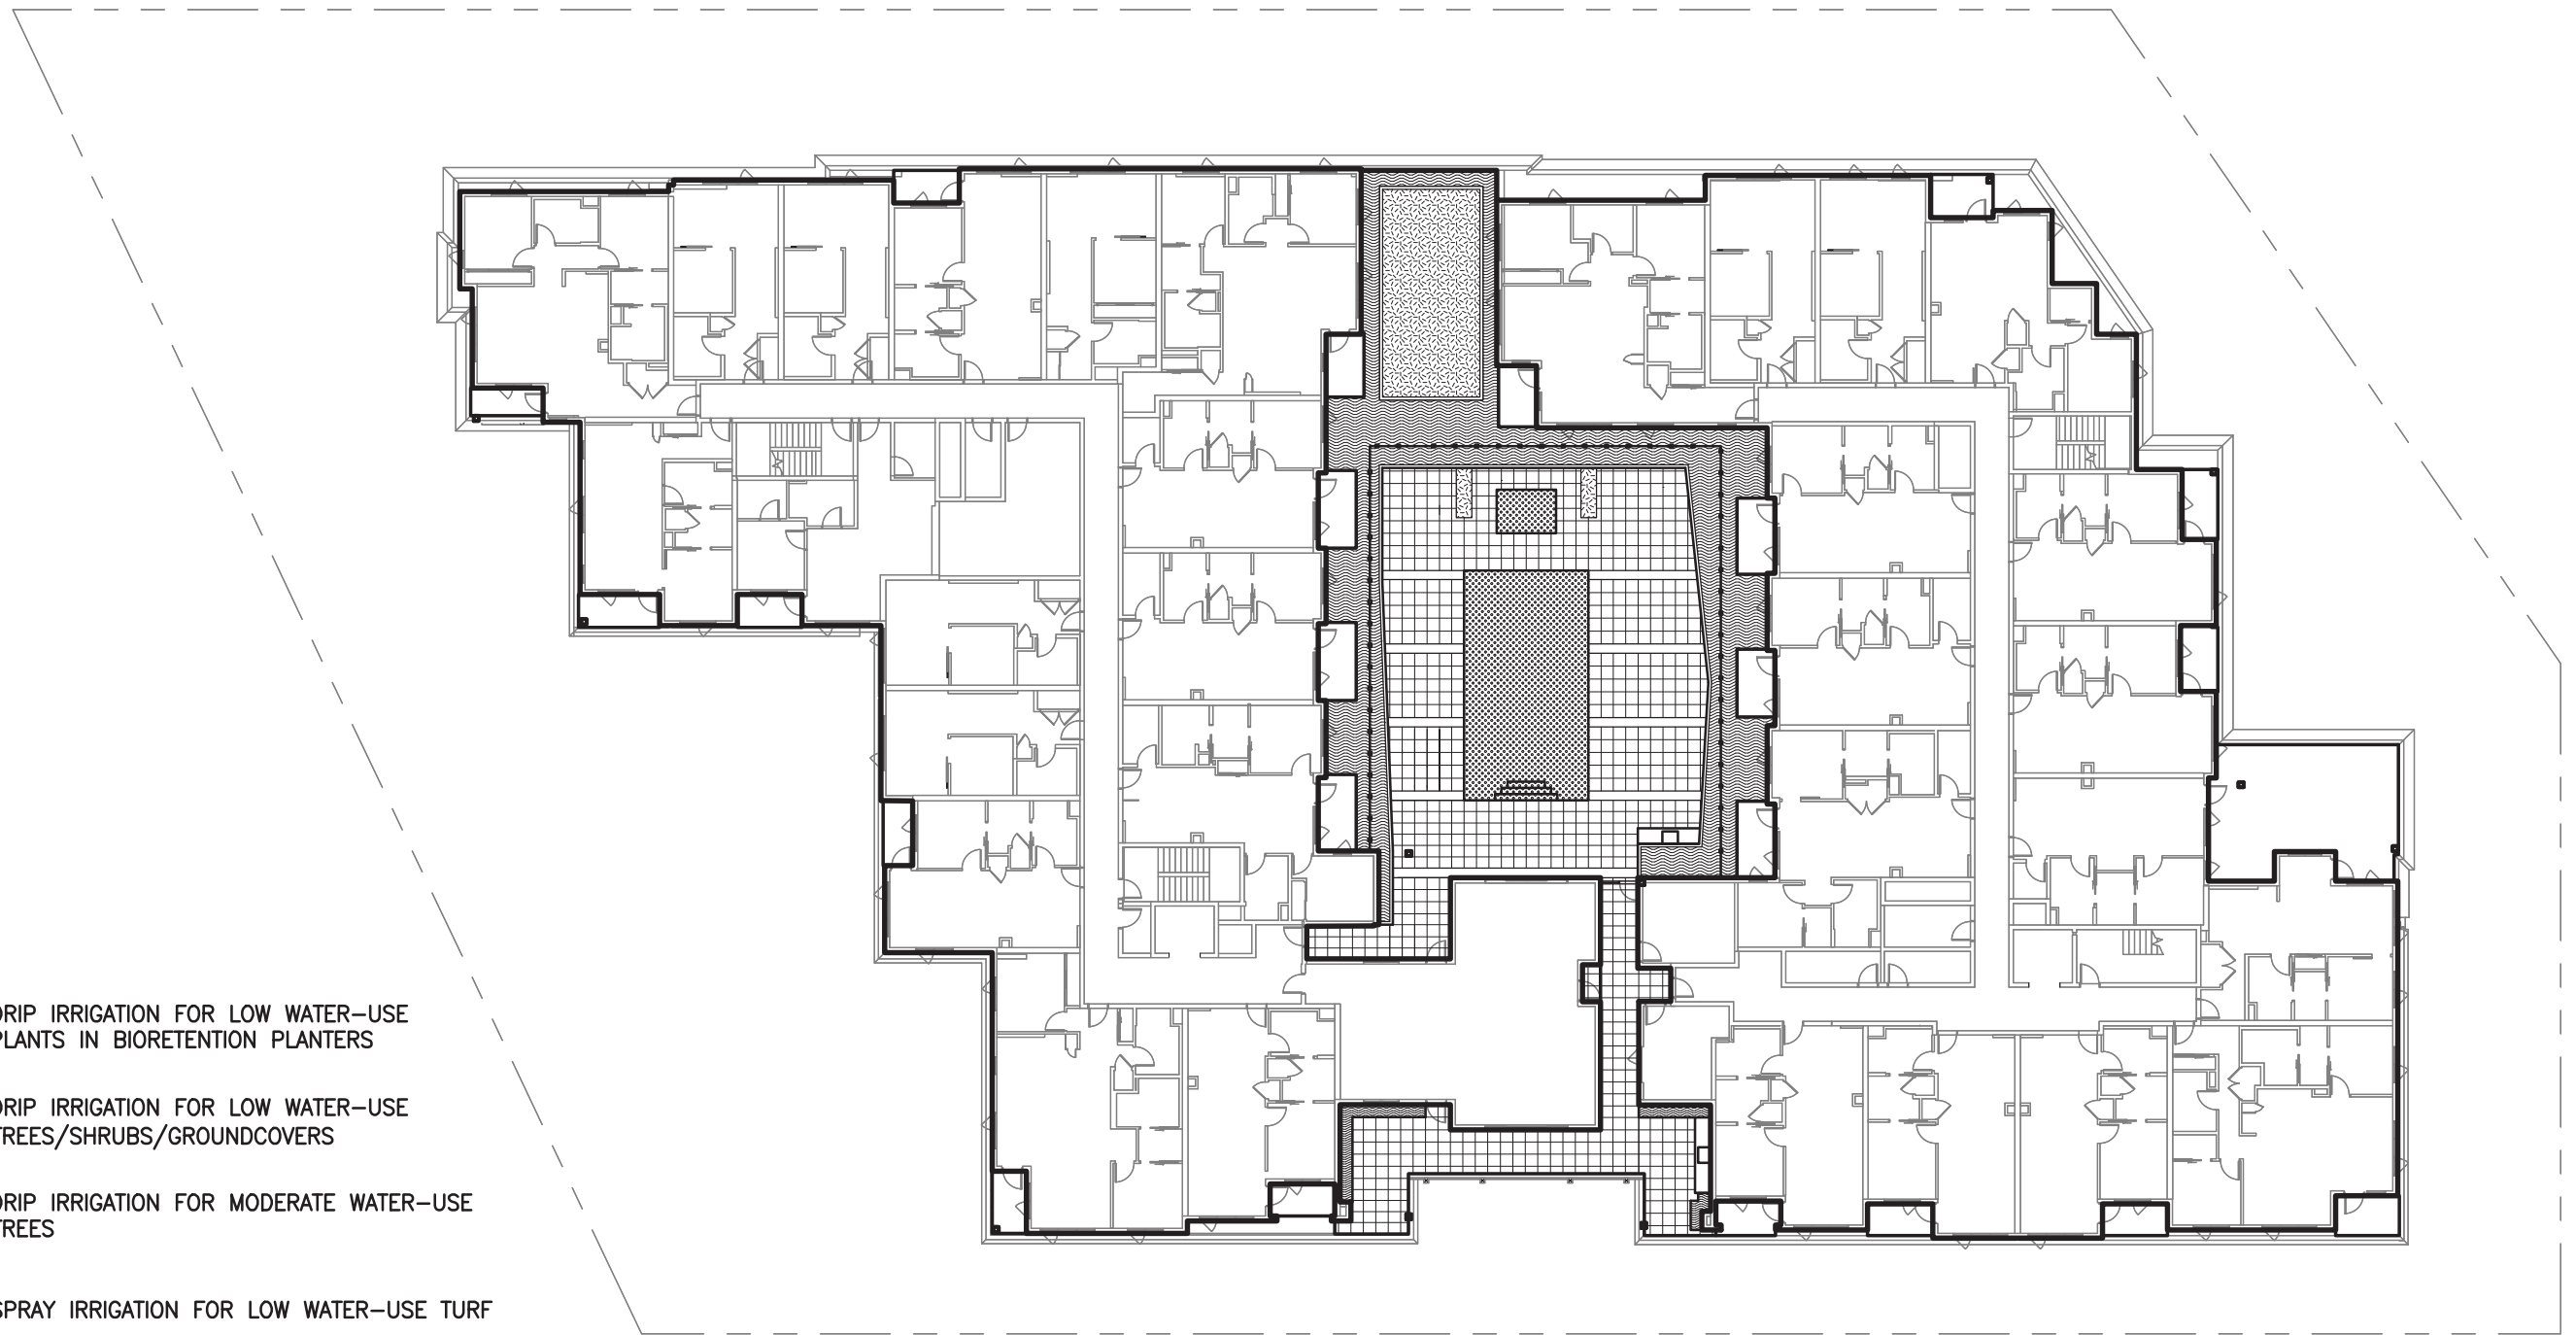 DRIP IRRIGATION FOR LOW WATER-USE
PLANTS IN BIORETENTION PLANTERS
DRIP IRRIGATION FOR LOW WATER-USE
TREES/SHRUBS/GROUNDCOVERS
DRIP IRRIGATION FOR MODERATE WATER-USE
TREES
SPRAY IRRIGATION FOR LOW WATER-USE TURF